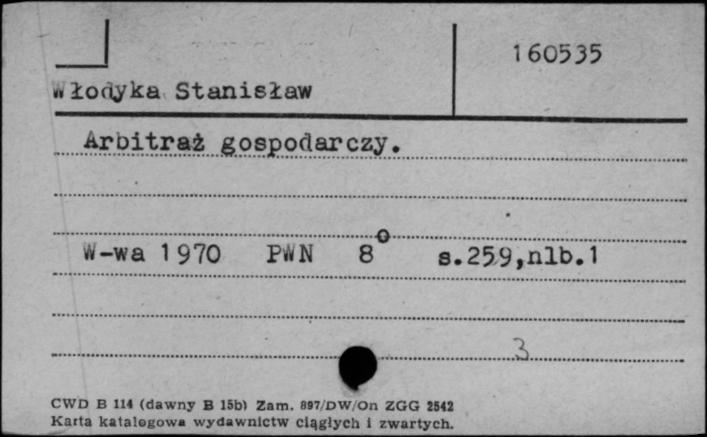 160535
Włodyka Stanisław
Arbitraż gospodarczy.
W-wa 1970 PWN 8° s.259,nlb.1
3
CWD B 114 (dawny B 15b) Zam. 897/DW/On ZGG 2542
Karta katalogowa wydawnictw ciągłych i zwartych.